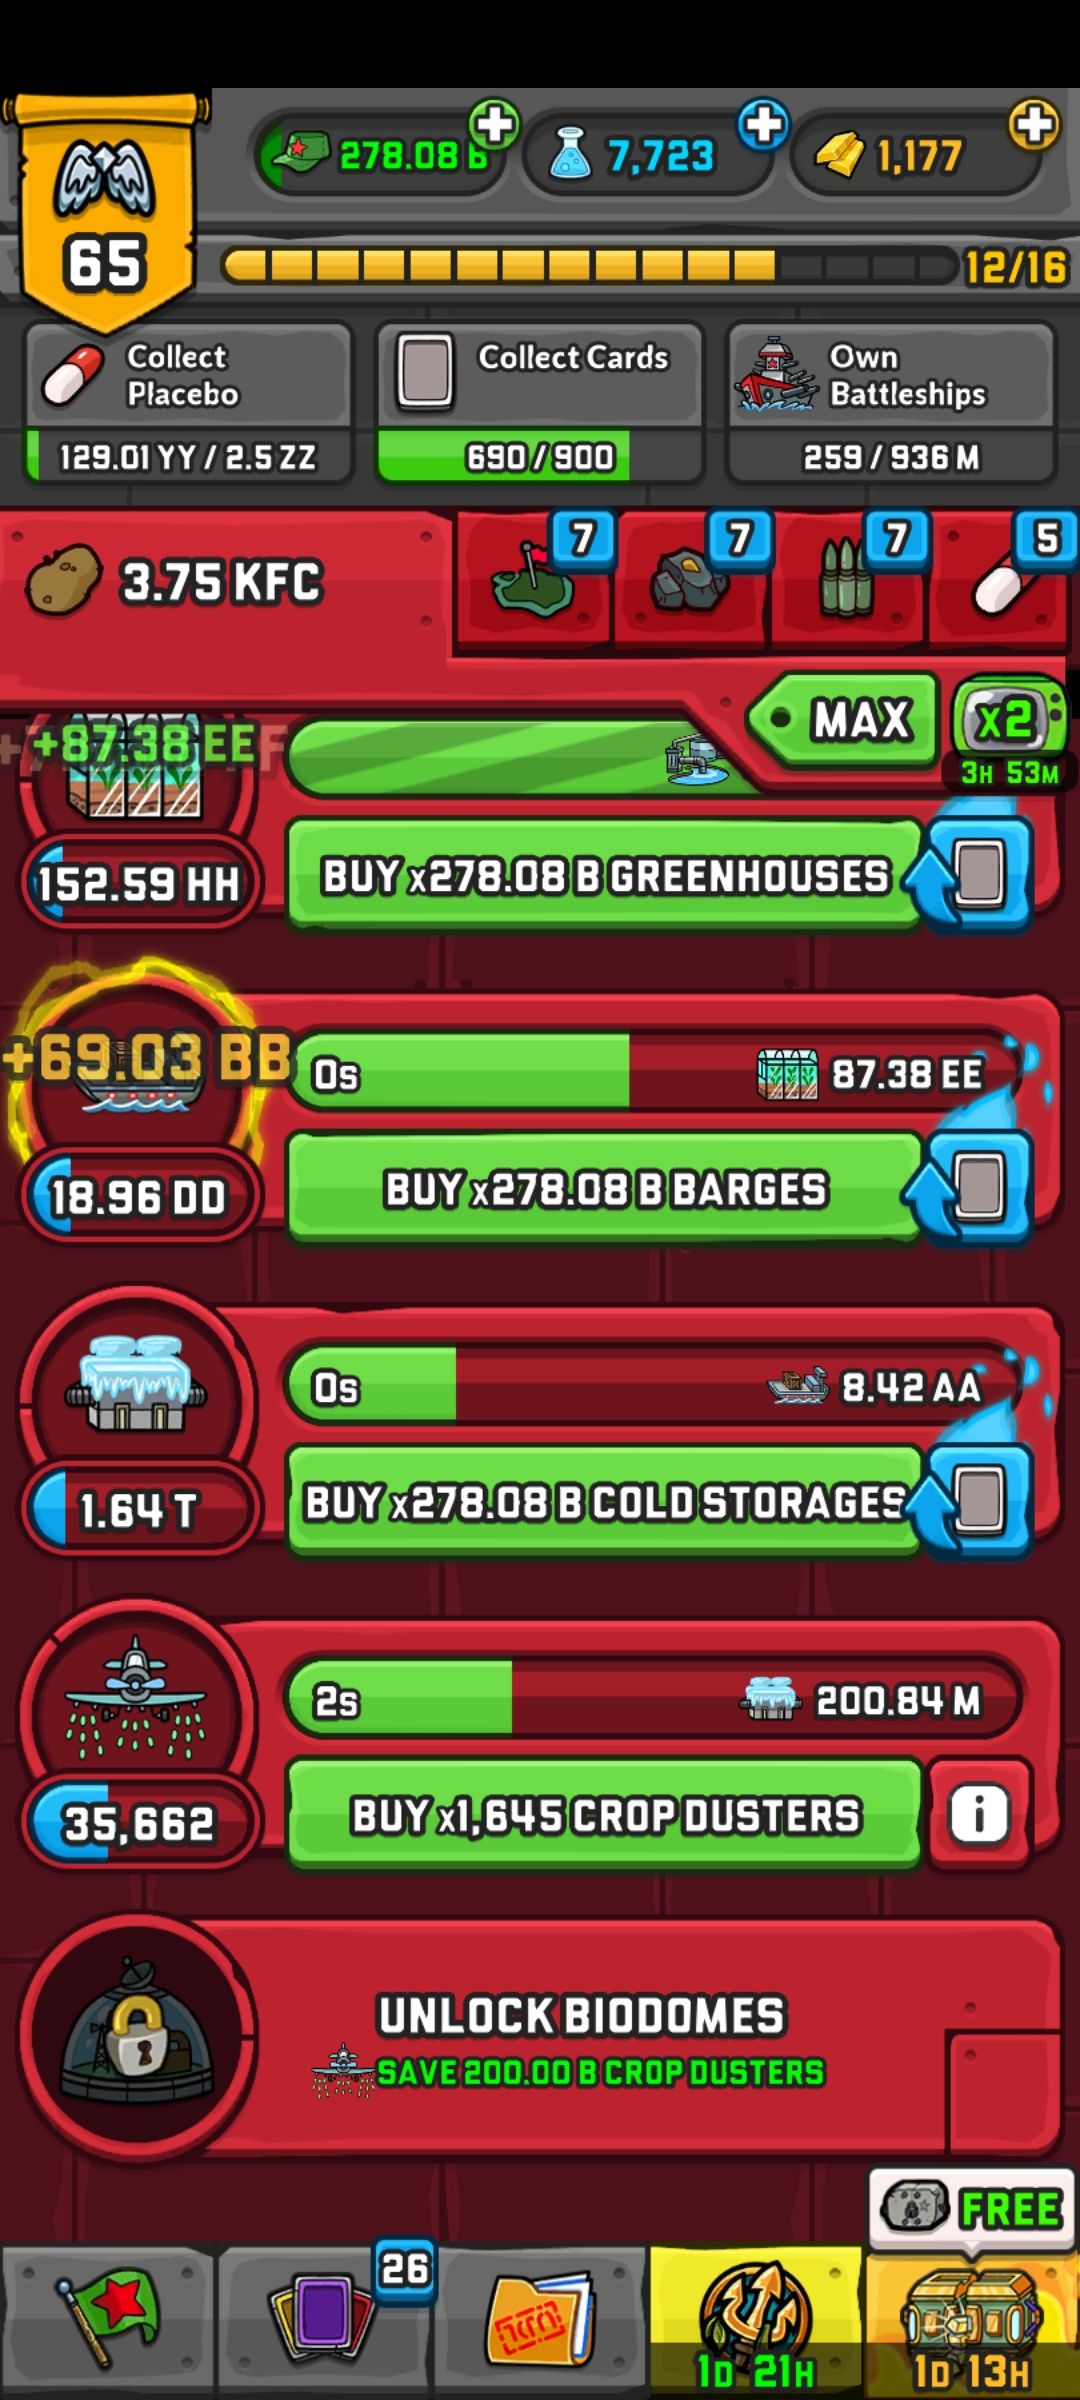 278.08 B
7,723
1,177
65
12/16
Collect
Placebo
129.01 YY / 2.5 ZZ
Collect Cards
690 / 900
Own
Battleships
259 / 936 M
3.75 KFC
7
7
7
5
MAX
x2
3H 53M
+87.38 EE
152.59 HH
BUY x278.08 B GREENHOUSES
+69.03 BB
0s
87.38 EE
18.96 DD
BUY x278.08 B BARGES
0s
8.42 AA
1.64 T
BUY x278.08 B COLD STORAGES
2s
200.84 M
35,662
BUY x1,645 CROP DUSTERS
i
UNLOCK BIODOMES
SAVE 200.00 B CROP DUSTERS
FREE
26
1D 21H
1D 13H